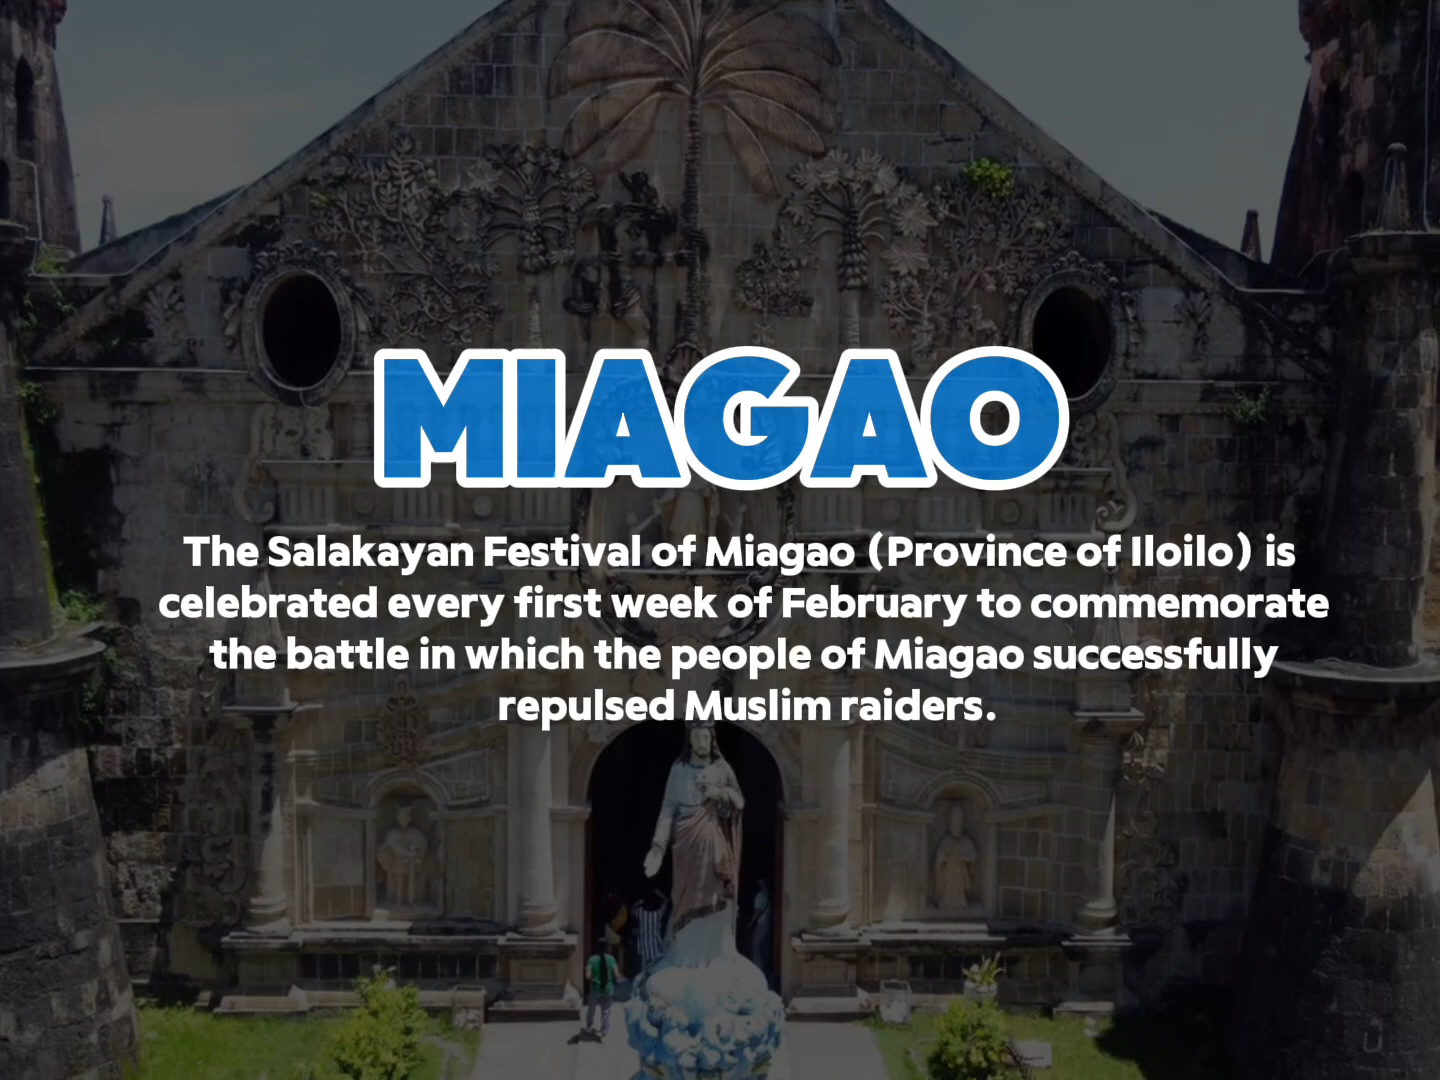 MIAGAO
The Salakayan Festival of Miagao (Province of Iloilo) is
celebrated every first week of February to commemorate
the battle in which the people of Miagao successfully
repulsed Muslim raiders.